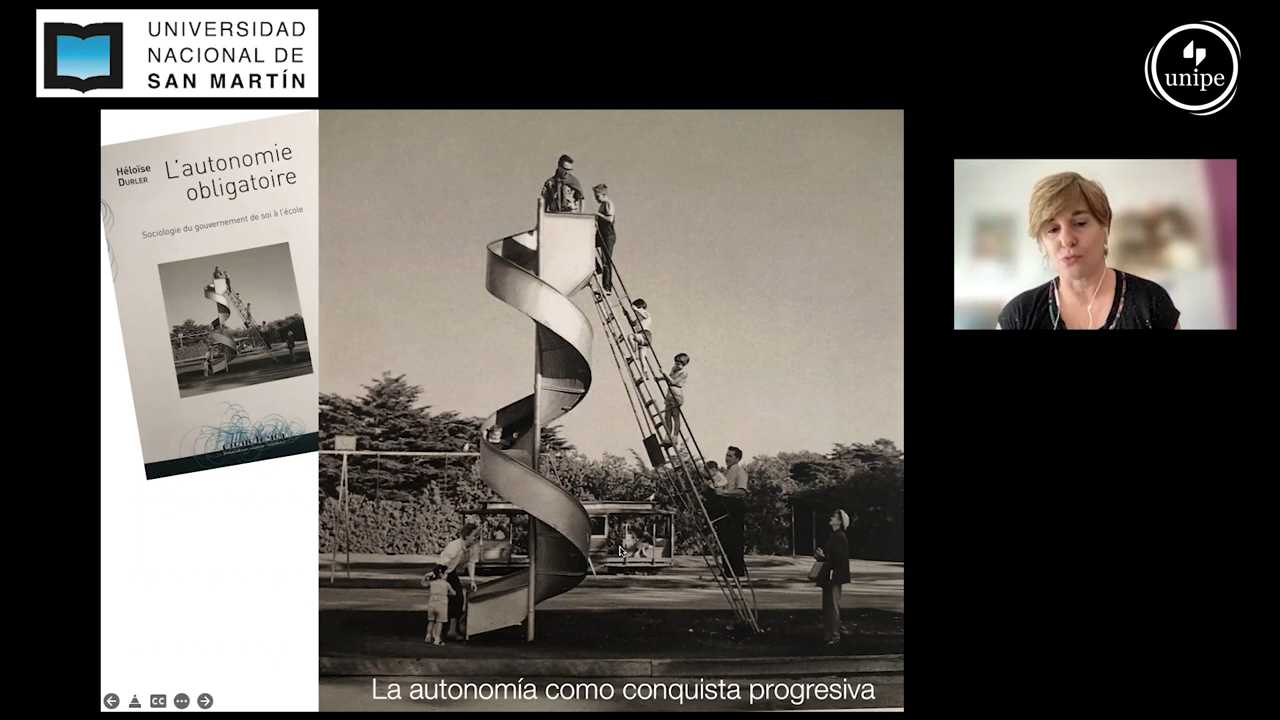 UNIVERSIDAD
NACIONAL DE
SAN MARTÍN
unipe
Héloïse
DURLER
L'autonomie
obligatoire
Sociologie du gouvernement de soi à l'école
La autonomía como conquista progresiva
CC